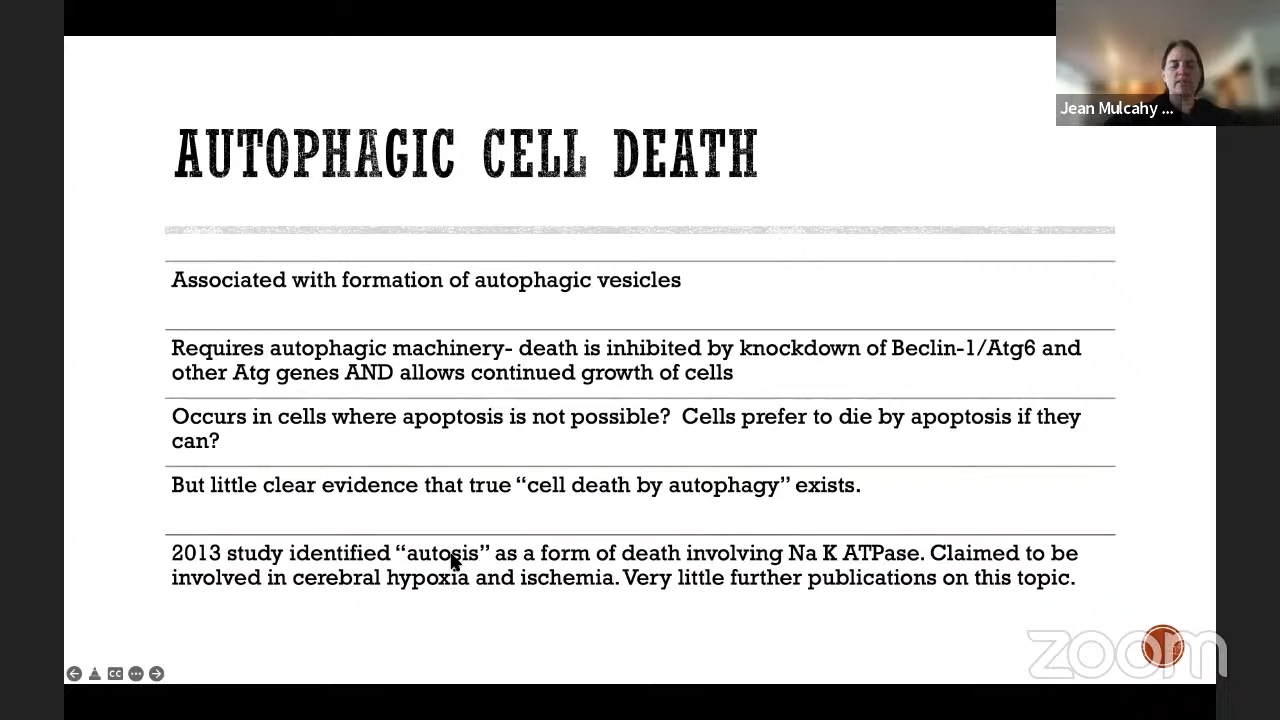 Jean Mulcahy ...
AUTOPHAGIC CELL DEATH
Associated with formation of autophagic vesicles
Requires autophagic machinery- death is inhibited by knockdown of Beclin-1/Atg6 and
other Atg genes AND allows continued growth of cells
Occurs in cells where apoptosis is not possible? Cells prefer to die by apoptosis if they
can?
But little clear evidence that true “cell death by autophagy” exists.
2013 study identified “autosis” as a form of death involving Na K ATPase. Claimed to be
involved in cerebral hypoxia and ischemia. Very little further publications on this topic.
CC
zoom